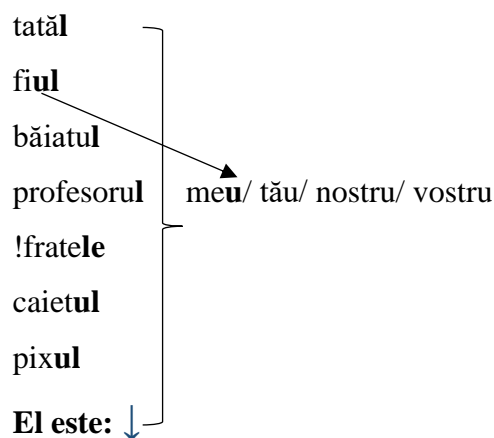 tatăl
fiul
băiatul
profesorul meu/ tău/ nostru/ vostru
!fratele
caietul
pixul
El este: ↓